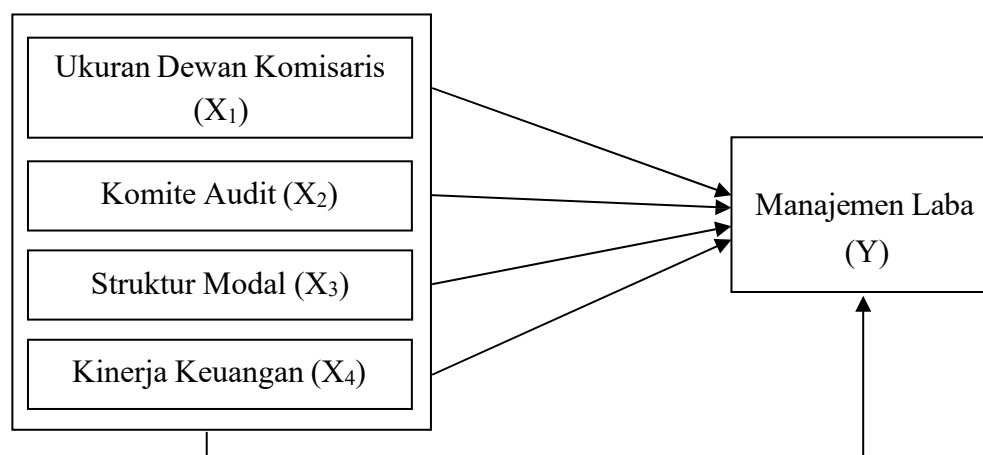 Ukuran Dewan Komisaris
(X₁)
Komite Audit (X₂)
Struktur Modal (X₃)
Kinerja Keuangan (X₄)
Manajemen Laba
(Y)